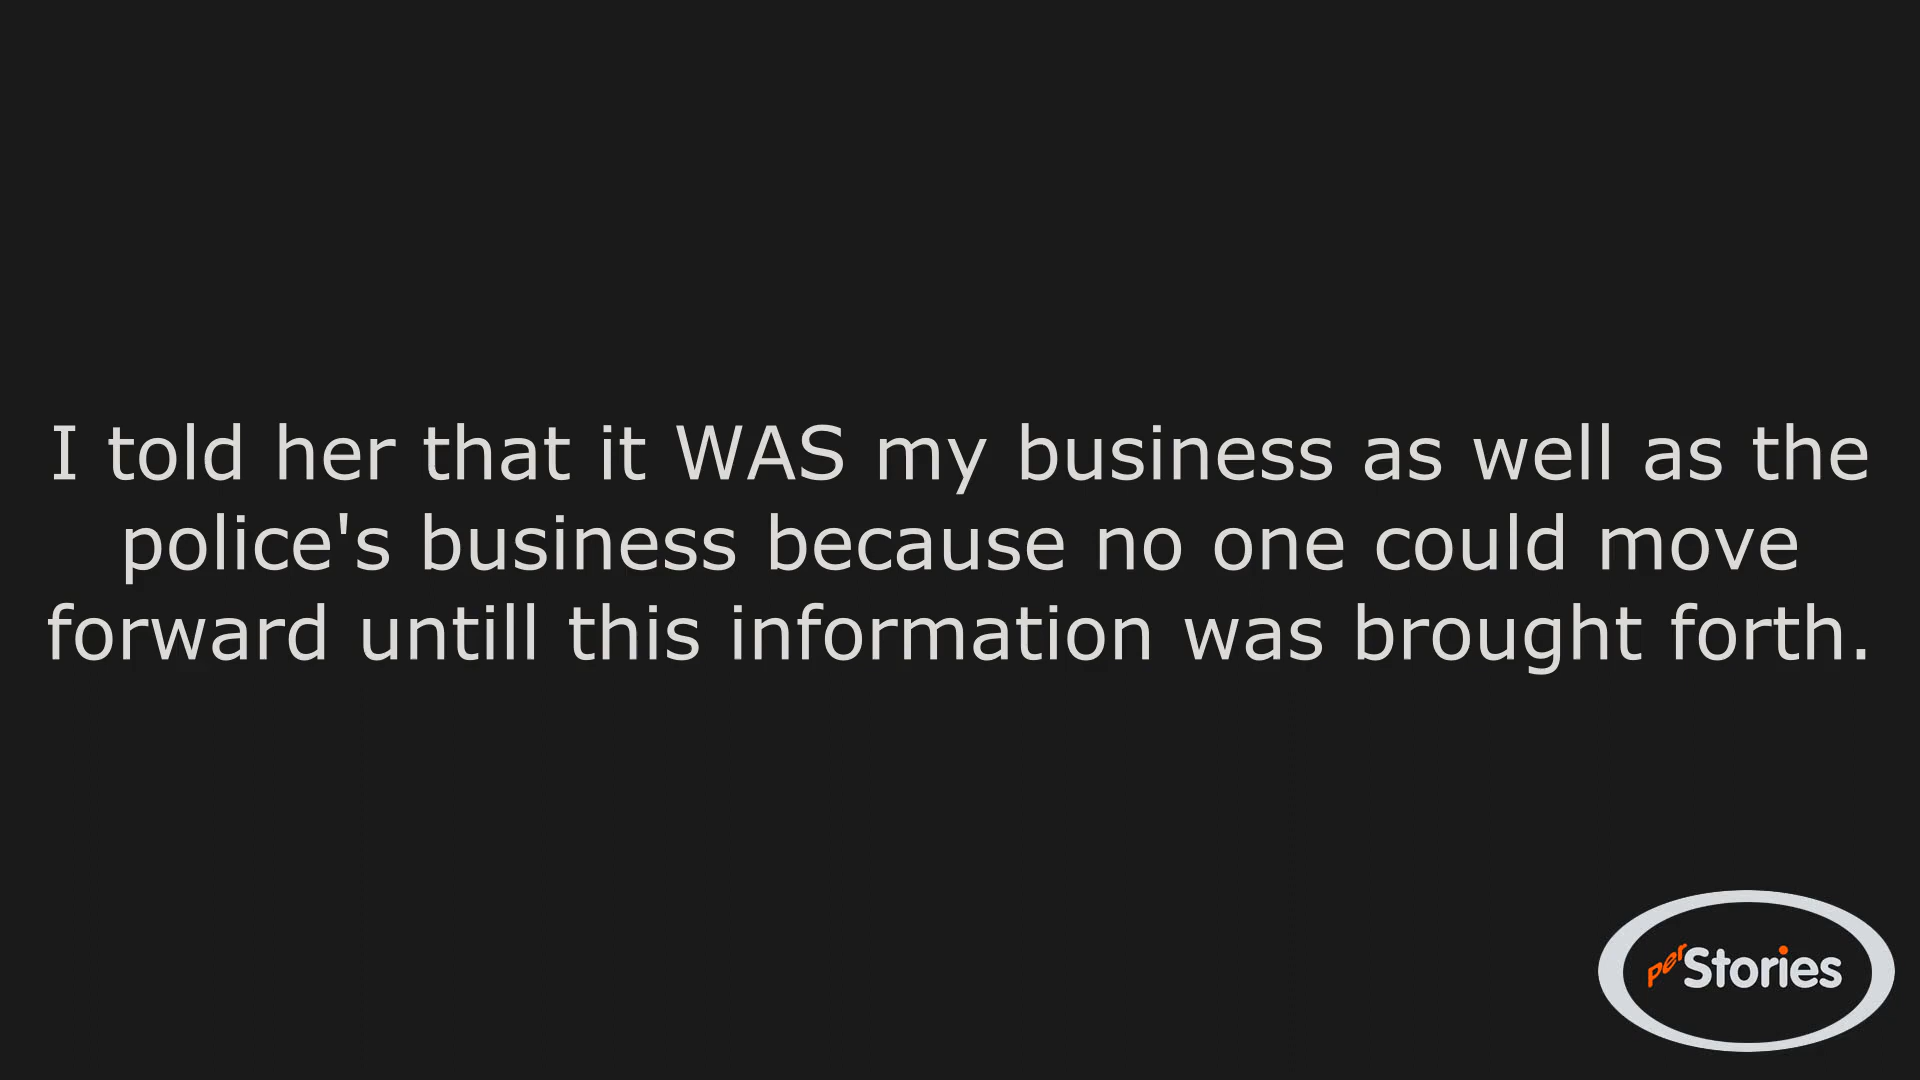 I told her that it WAS my business as well as the
police's business because no one could move
forward untill this information was brought forth.
perStories